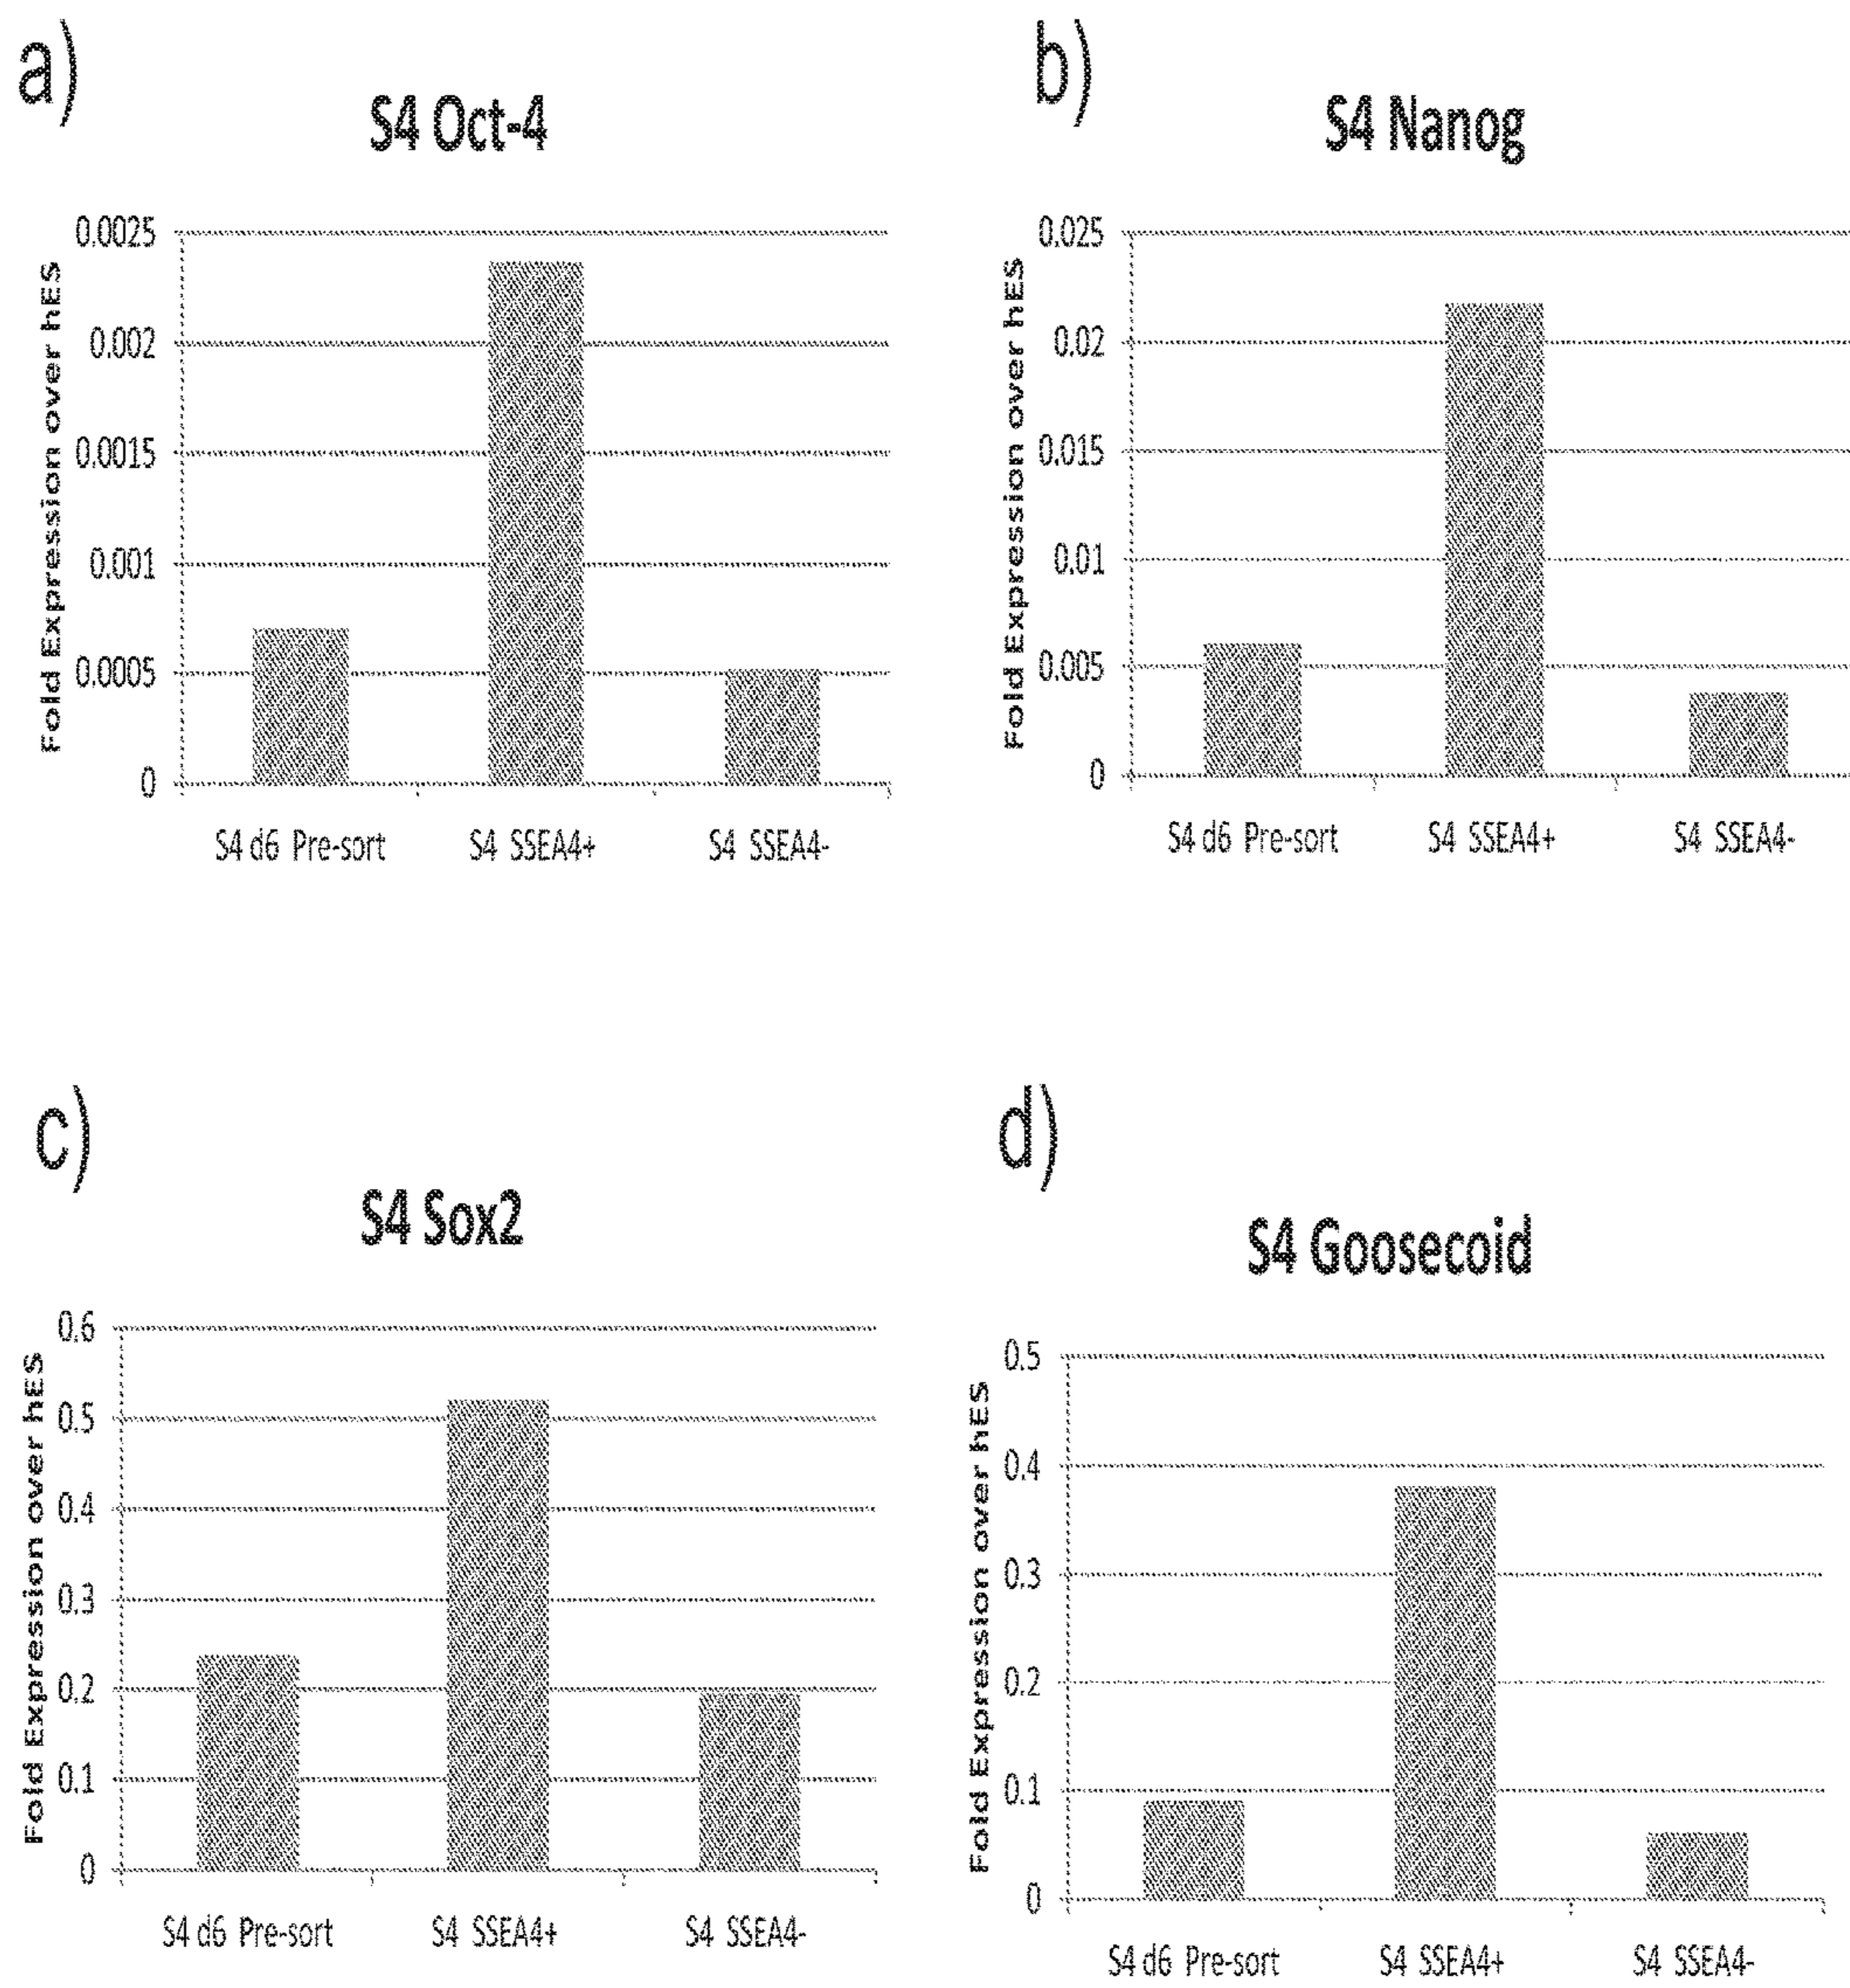 a)
S4 Oct-4
Fold Expression over hES
0.0025
0.002
0.0015
0.001
0.0005
0
S4 d6 Pre-sort S4 SSEA4+ S4 SSEA4-
b)
S4 Nanog
Fold Expression over hES
0.025
0.02
0.015
0.01
0.005
0
S4 d6 Pre-sort S4 SSEA4+ S4 SSEA4-
c)
S4 Sox2
Fold Expression over hES
0.6
0.5
0.4
0.3
0.2
0.1
0
S4 d6 Pre-sort S4 SSEA4+ S4 SSEA4-
d)
S4 Goosecoid
Fold Expression over hES
0.5
0.4
0.3
0.2
0.1
0
S4 d6 Pre-sort S4 SSEA4+ S4 SSEA4-